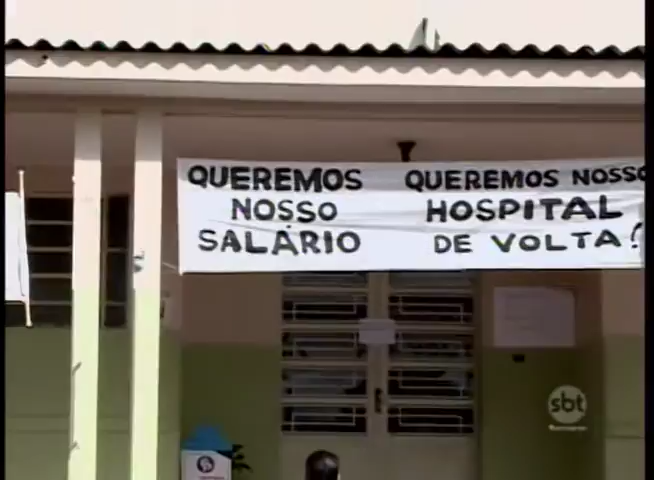 QUEREMOS
NOSSO
SALÁRIO
QUEREMOS NOSSO
HOSPITAL
DE VOLTA!
sbt